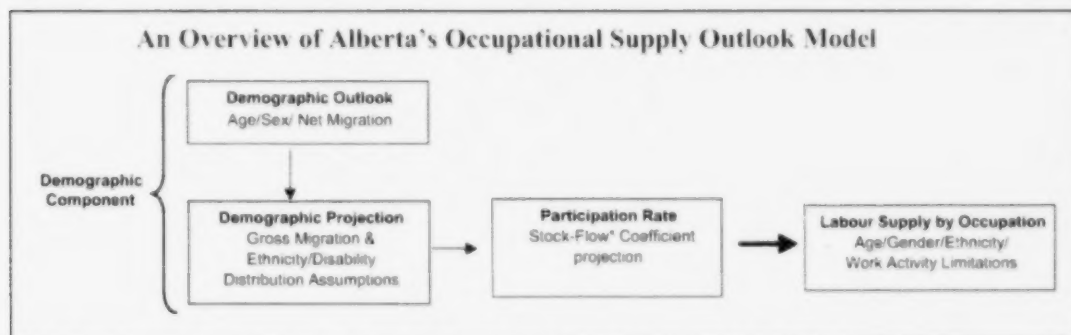 An Overview of Alberta's Occupational Supply Outlook Model
Demographic Outlook
Age/Sex/ Net Migration
Demographic
Component
Demographic Projection
Gross Migration &
Ethnicity/Disability
Distribution Assumptions
Participation Rate
Stock-Flow* Coefficient
projection
Labour Supply by Occupation
Age/Gender/Ethnicity/
Work Activity Limitations